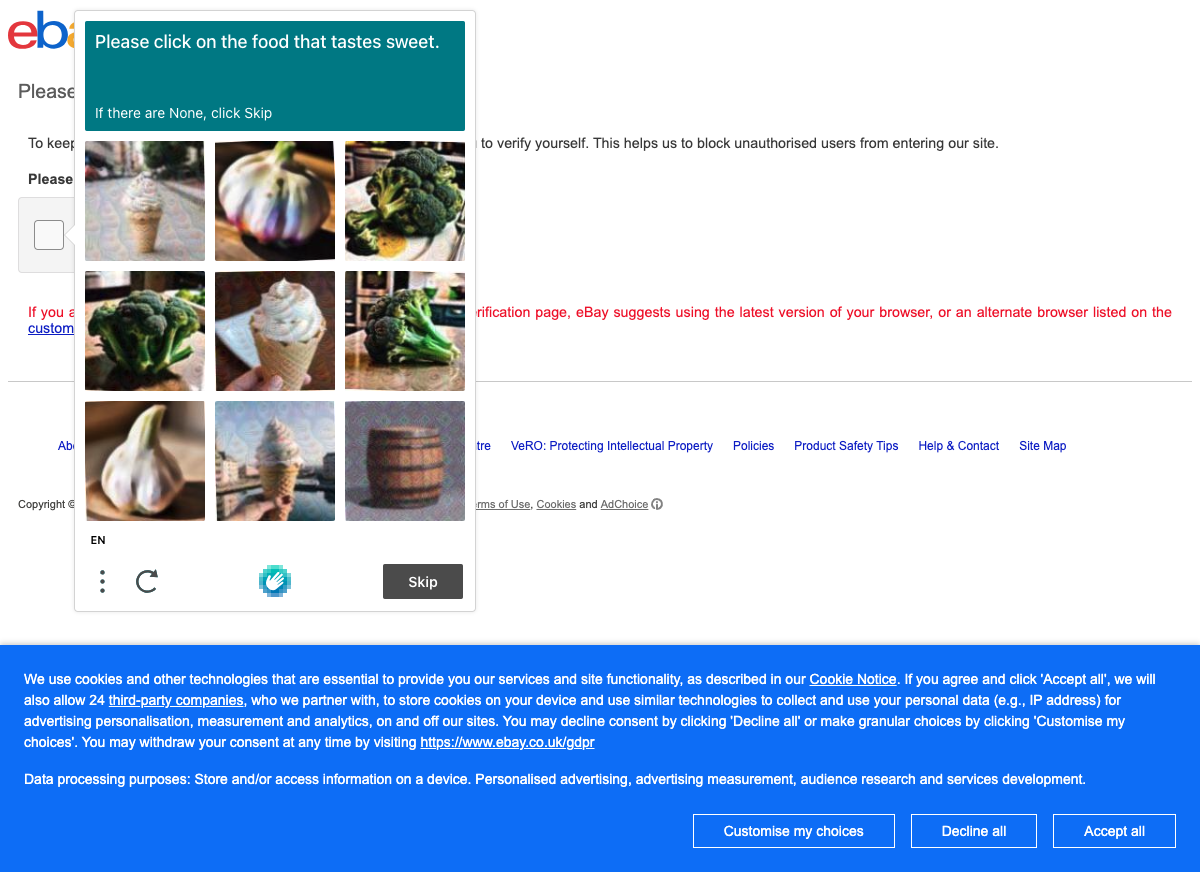 eba
Please click on the food that tastes sweet.
If there are None, click Skip
Please
To keep
to verify yourself. This helps us to block unauthorised users from entering our site.
Please
If you a
erification page, eBay suggests using the latest version of your browser, or an alternate browser listed on the
custom
Abo
tre VeRO: Protecting Intellectual Property Policies Product Safety Tips Help & Contact Site Map
Copyright ©
erms of Use, Cookies and AdChoice
EN
Skip
We use cookies and other technologies that are essential to provide you our services and site functionality, as described in our Cookie Notice. If you agree and click 'Accept all', we will
also allow 24 third-party companies, who we partner with, to store cookies on your device and use similar technologies to collect and use your personal data (e.g., IP address) for
advertising personalisation, measurement and analytics, on and off our sites. You may decline consent by clicking 'Decline all' or make granular choices by clicking 'Customise my
choices'. You may withdraw your consent at any time by visiting https://www.ebay.co.uk/gdpr
Data processing purposes: Store and/or access information on a device. Personalised advertising, advertising measurement, audience research and services development.
Customise my choices Decline all Accept all